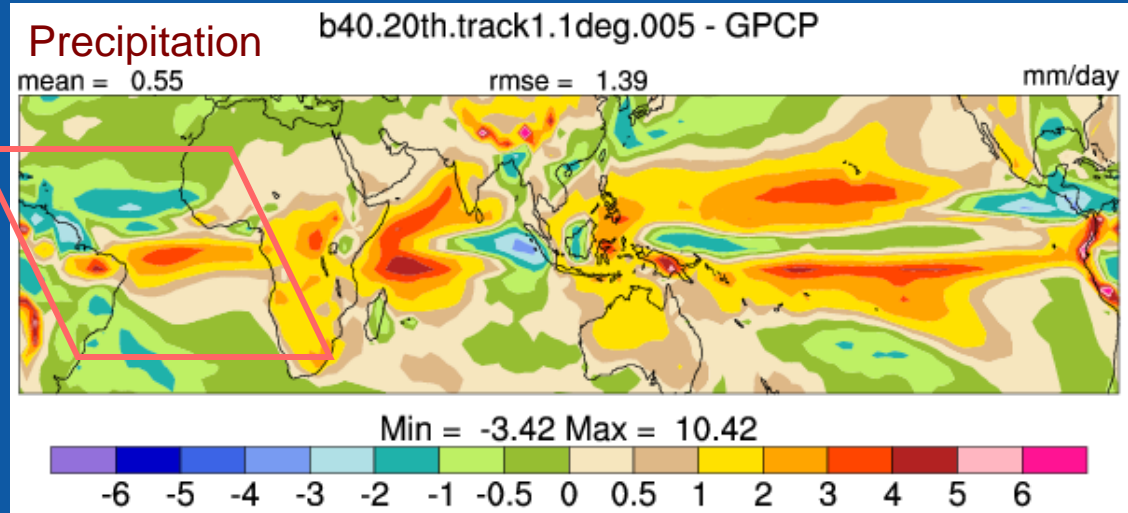 b40.20th.track1.1deg.005 - GPCP
Precipitation
mean = 0.55 rmse = 1.39 mm/day
Min = -3.42 Max = 10.42
-6 -5 -4 -3 -2 -1 -0.5 0 0.5 1 2 3 4 5 6